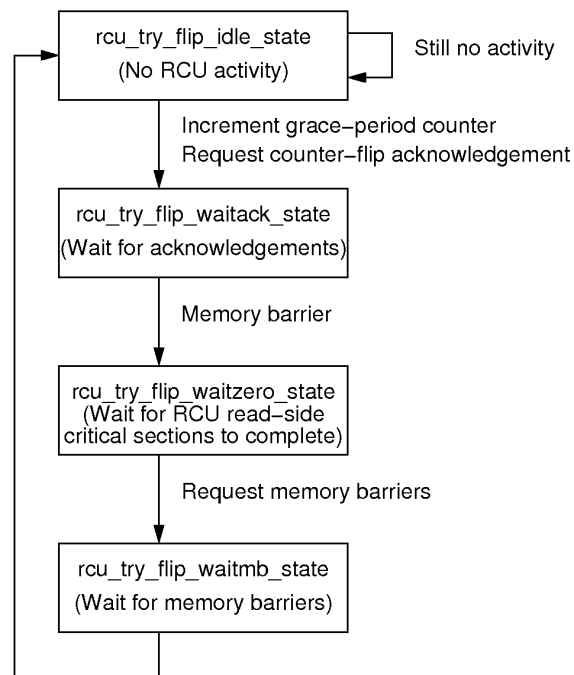 rcu_try_flip_idle_state
(No RCU activity)
Still no activity
Increment grace−period counter
Request counter−flip acknowledgement
rcu_try_flip_waitack_state
(Wait for acknowledgements)
Memory barrier
rcu_try_flip_waitzero_state
(Wait for RCU read−side
critical sections to complete)
Request memory barriers
rcu_try_flip_waitmb_state
(Wait for memory barriers)